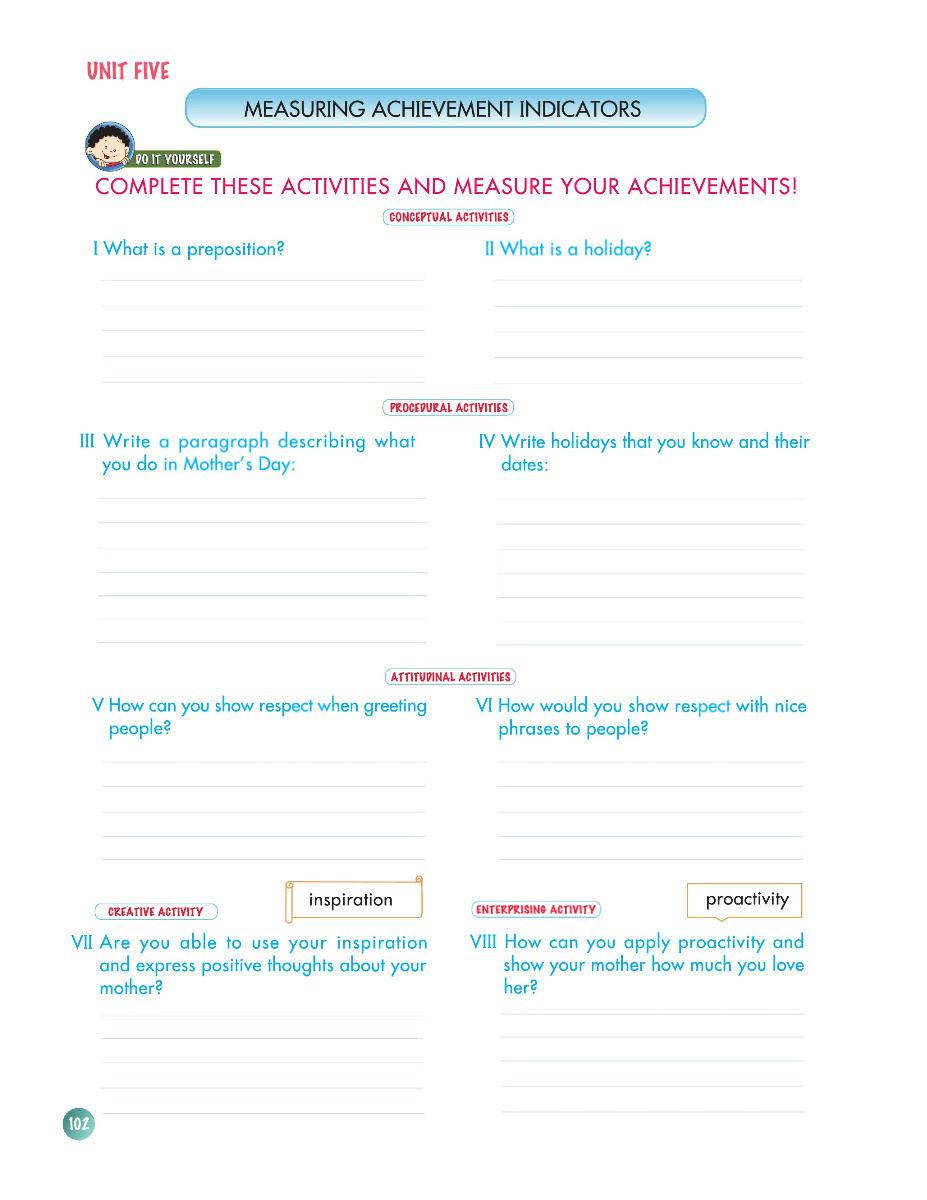 UNIT FIVE
MEASURING ACHIEVEMENT INDICATORS
DO IT YOURSELF
COMPLETE THESE ACTIVITIES AND MEASURE YOUR ACHIEVEMENTS!
CONCEPTUAL ACTIVITIES
I What is a preposition?
II What is a holiday?
PROCEDURAL ACTIVITIES
III Write a paragraph describing what
you do in Mother's Day:
IV Write holidays that you know and their
dates:
ATTITUDINAL ACTIVITIES
V How can you show respect when greeting
people?
VI How would you show respect with nice
phrases to people?
CREATIVE ACTIVITY
inspiration
VII Are you able to use your inspiration
and express positive thoughts about your
mother?
ENTERPRISING ACTIVITY
proactivity
VIII How can you apply proactivity and
show your mother how much you love
her?
102